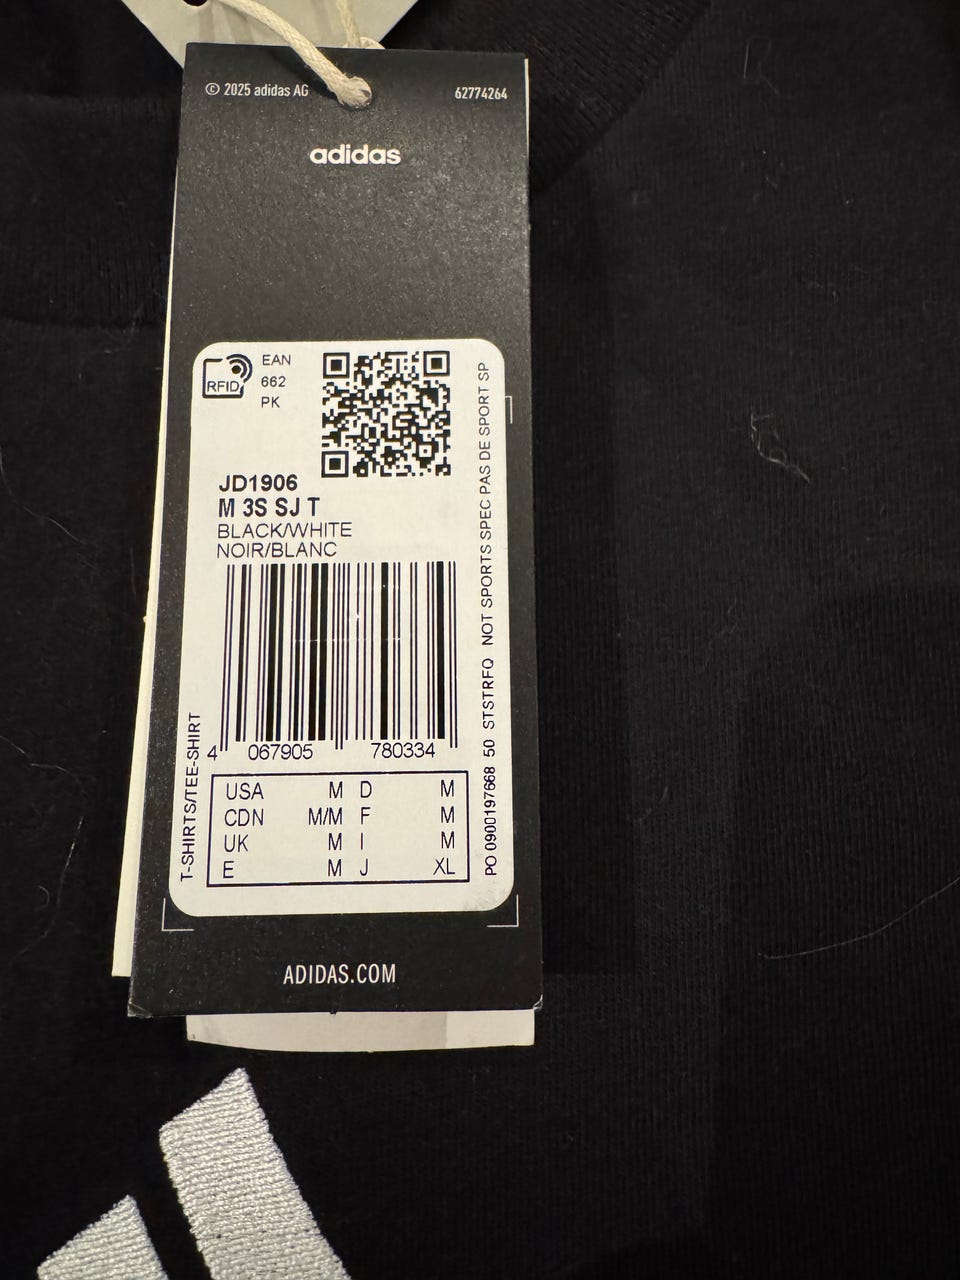 © 2025 adidas AG
62774264
adidas
RFID
EAN
662
PK
JD1906
M 3S SJ T
BLACK/WHITE
NOIR/BLANC
4 067905 780334
USA M D M
CDN M/M F M
UK M I M
E M J XL
T-SHIRTS/TEE-SHIRT
PO 0900197668 50 STSTRFQ NOT SPORTS SPEC PAS DE SPORT SP
ADIDAS.COM